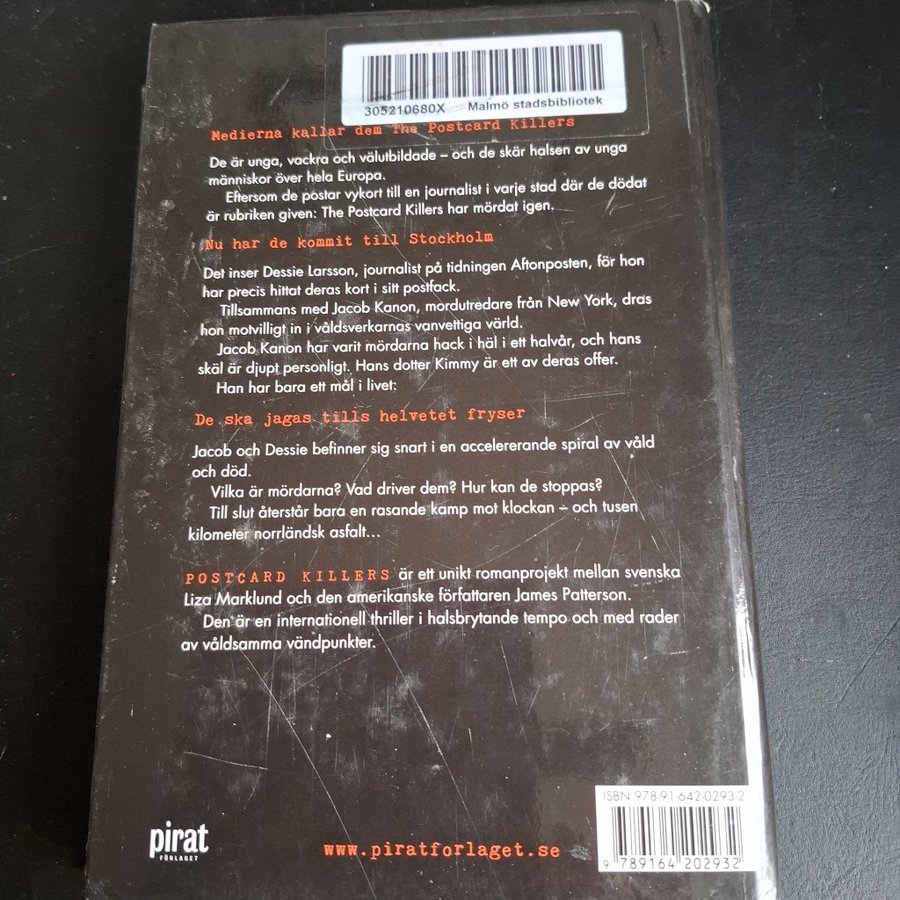 305210680X Malmö stadsbibliotek
Medierna kallar dem The Postcard Killers
De är unga, vackra och välutbildade – och de skär halsen av unga
människor över hela Europa.
Eftersom de postar vykort till en journalist i varje stad där de dödat
är rubriken given: The Postcard Killers har mördat igen.
Nu har de kommit till Stockholm
Det inser Dessie Larsson, journalist på tidningen Aftonposten, för hon
har precis hittat deras kort i sitt postfack.
Tillsammans med Jacob Kanon, mordutredare från New York, dras
hon motvilligt in i våldsverkarnas vanvettiga värld.
Jacob Kanon har varit mördarna hack i häl i ett halvår, och hans
skäl är djupt personligt. Hans dotter Kimmy är ett av deras offer.
Han har bara ett mål i livet:
De ska jagas tills helvetet fryser
Jacob och Dessie befinner sig snart i en accelererande spiral av våld
och död.
Vilka är mördarna? Vad driver dem? Hur kan de stoppas?
Till slut återstår bara en rasande kamp mot klockan – och tusen
kilometer norrländsk asfalt...
POSTCARD KILLERS är ett unikt romanprojekt mellan svenska
Liza Marklund och den amerikanske författaren James Patterson.
Den är en internationell thriller i halsbrytande tempo och med rader
av våldsamma vändpunkter.
ISBN 978-91-642-0293-2
pirat
FÖRLAGET
www.piratforlaget.se
9 789164 202932